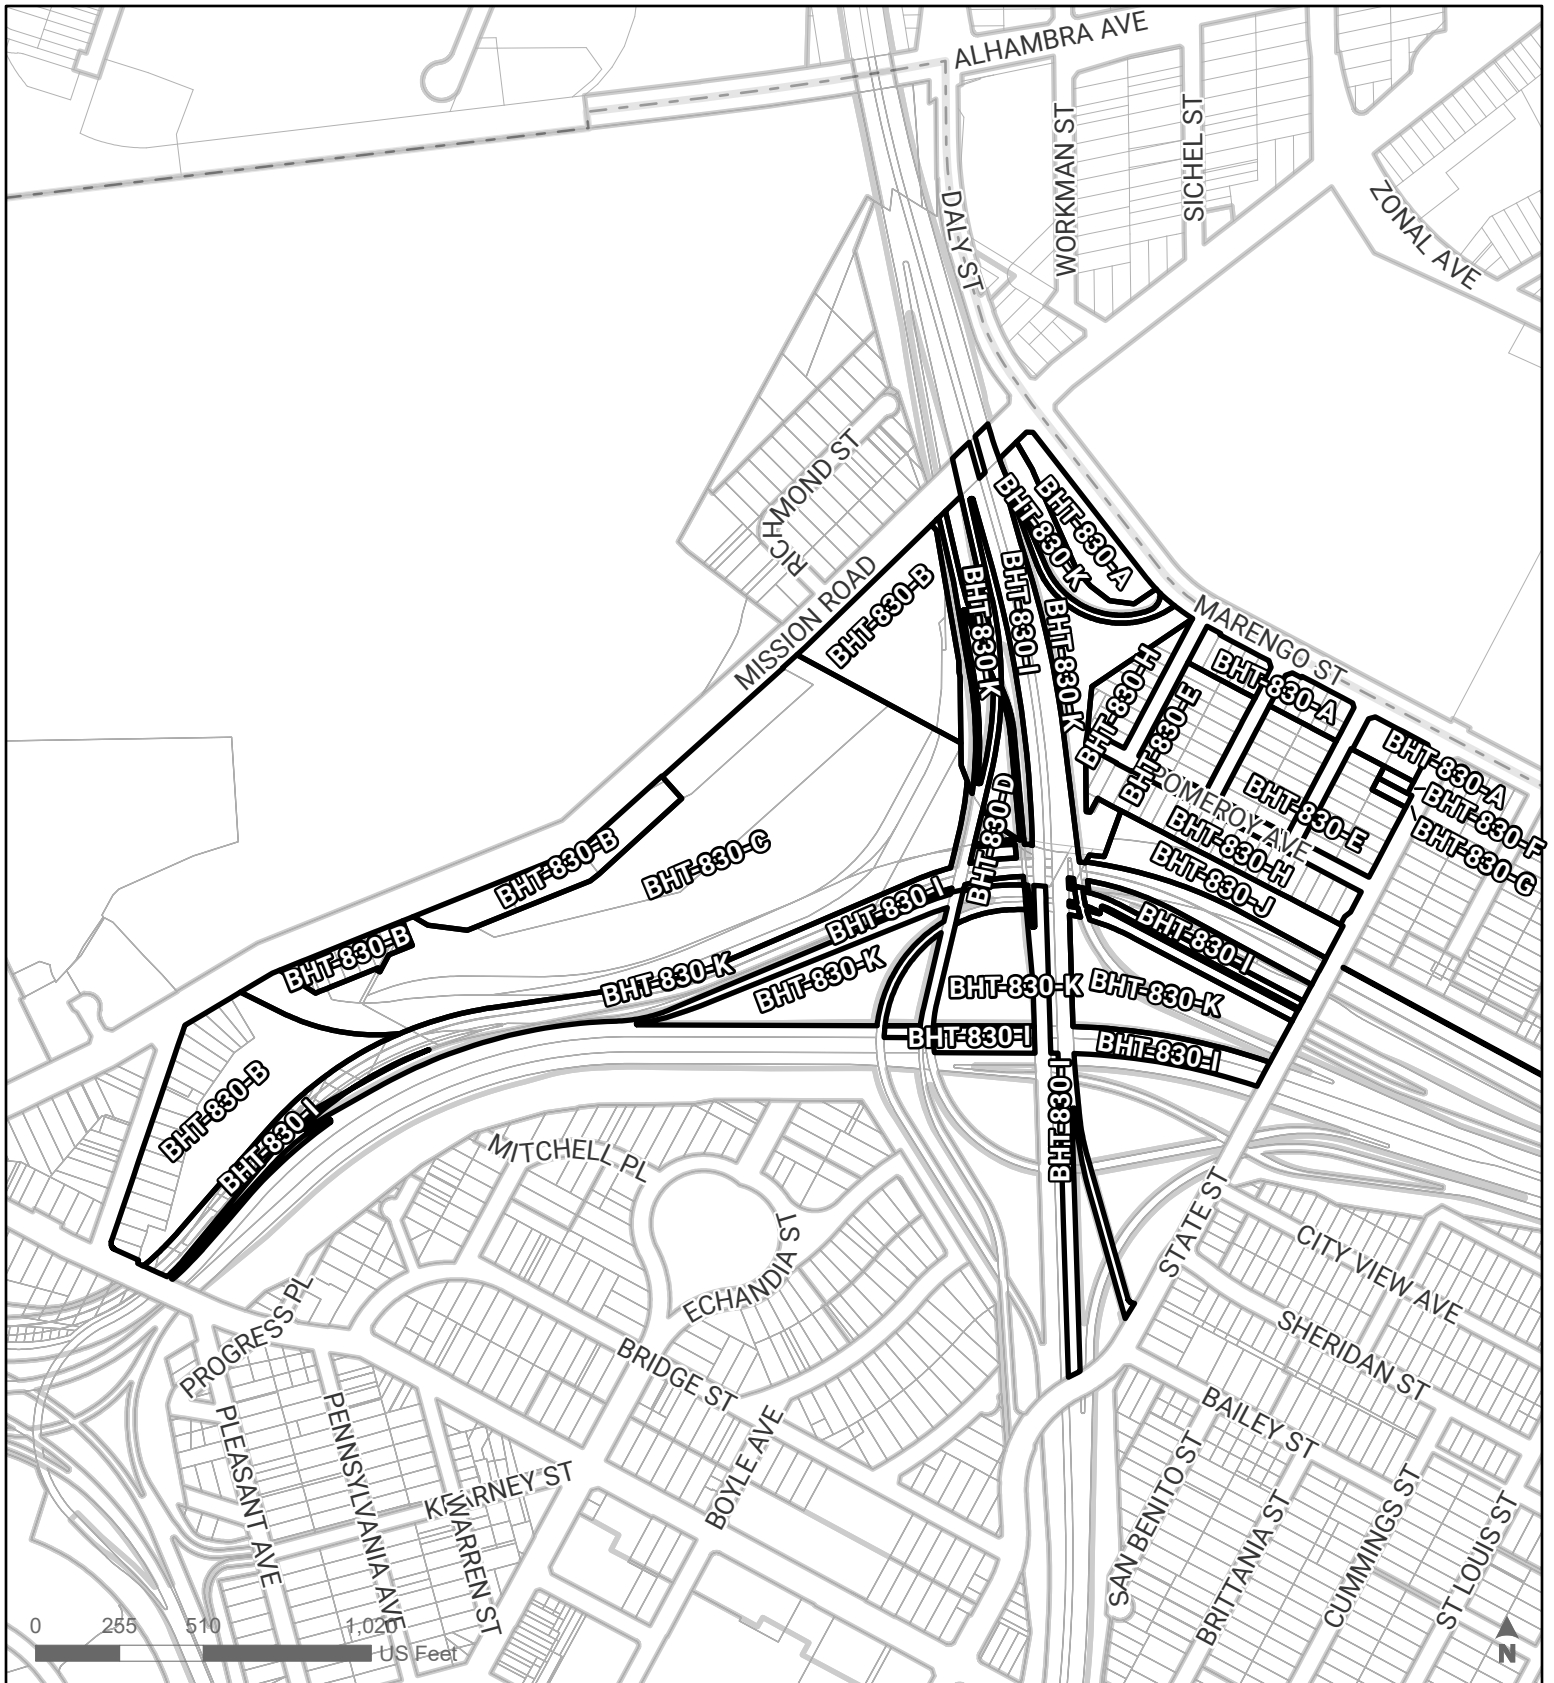 ALHAMBRA AVE
WORKMAN ST
SICHEL ST
ZONAL AVE
DALY ST
RICHMOND ST
MISSION ROAD
MARENGO ST
BHT-830-A
BHT-830-K
BHT-830-B
BHT-830-K
BHT-830-I
BHT-830-K
BHT-830-H
BHT-830-E
BHT-830-A
BHT-830-A
BHT-830-F
BHT-830-G
POMEROY AVE
BHT-830-E
BHT-830-H
BHT-830-J
BHT-830-D
BHT-830-B
BHT-830-C
BHT-830-I
BHT-830-I
BHT-830-B
BHT-830-K
BHT-830-K
BHT-830-K
BHT-830-K
BHT-830-I
BHT-830-I
BHT-830-B
BHT-830-I
BHT-830-I
MITCHELL PL
ECHANDIA ST
STATE ST
CITY VIEW AVE
SHERIDAN ST
PROGRESS PL
BRIDGE ST
BAILEY ST
PLEASANT AVE
PENNSYLVANIA AVE
KEARNEY ST
WARREN ST
BOYLE AVE
SAN BENITO ST
BRITTANIA ST
CUMMINGS ST
ST LOUIS ST
0 255 510 1,020
US Feet
N